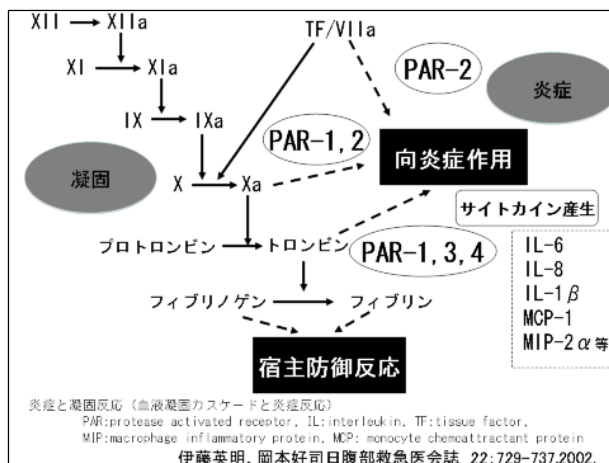 XII XIIa TF/VIIa
PAR-2
XI XIa
炎症
IX IXa
PAR-1,2
向炎症作用
凝固
X Xa
サイトカイン産生
プロトロンビン トロンビン
PAR-1,3,4
IL-6
IL-8
IL-1β
MCP-1
MIP-2α等
フィブリノゲン フィブリン
宿主防御反応
炎症と凝固反応（血液凝固カスケードと炎症反応）
PAR:protease activated receptor, IL:interleukin, TF:tissue factor,
MIP:macrophage inflammatory protein, MCP: monocyte chemoattractant protein
伊藤英明, 岡本好司日腹部救急医会誌 22:729-737,2002.